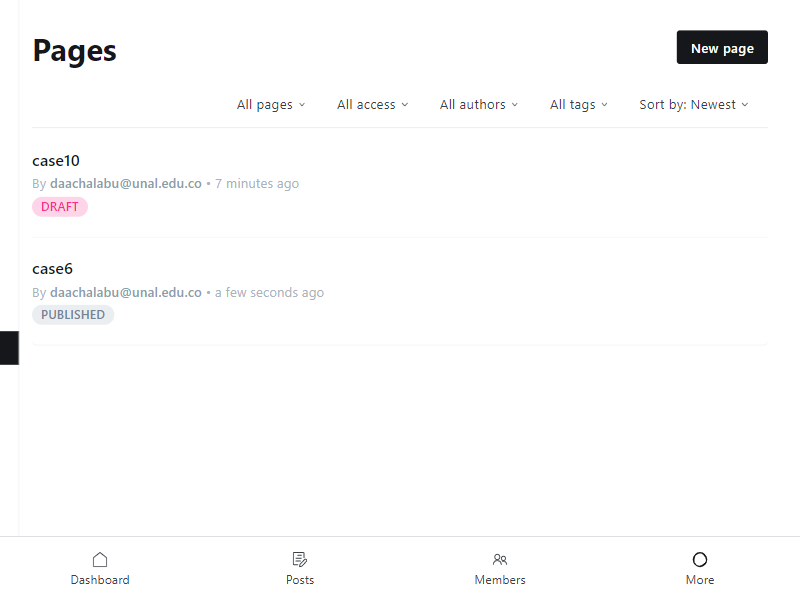 Pages
New page
All pages
All access
All authors
All tags
Sort by: Newest
case10
By daachalabu@unal.edu.co • 7 minutes ago
DRAFT
case6
By daachalabu@unal.edu.co • a few seconds ago
PUBLISHED
Dashboard
Posts
Members
More